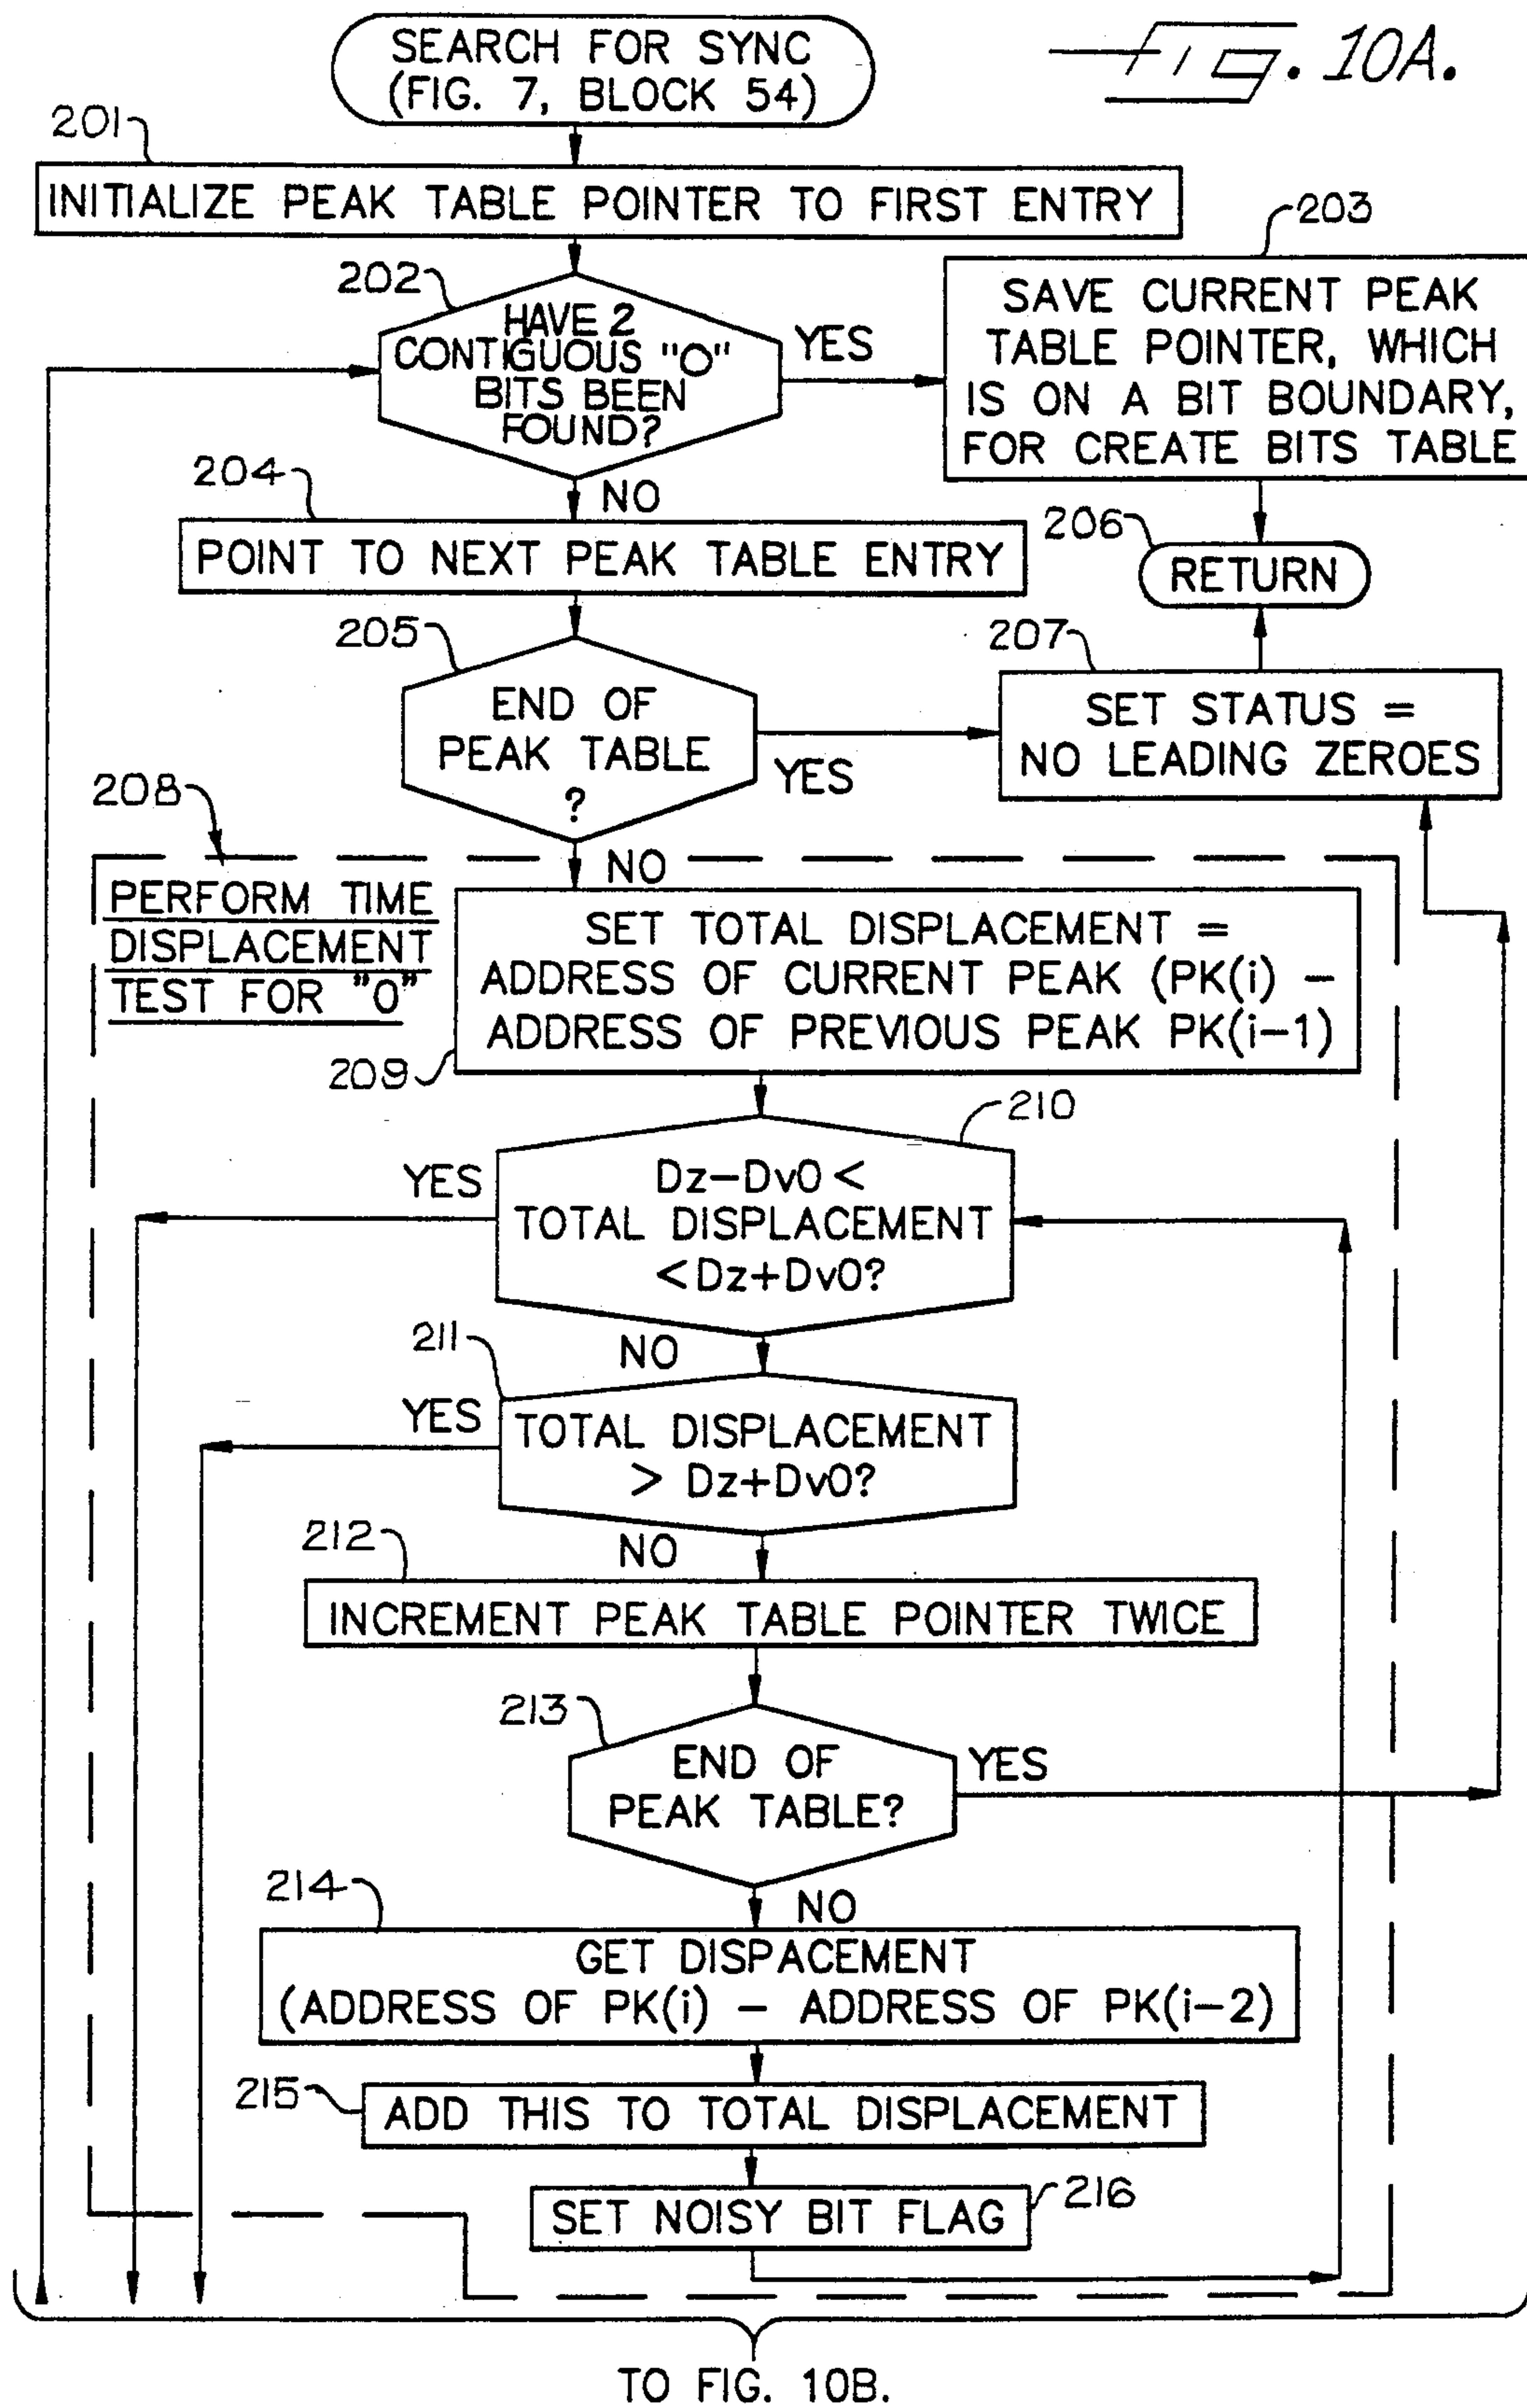 SEARCH FOR SYNC
(FIG. 7, BLOCK 54)
Fig. 10A.
201
INITIALIZE PEAK TABLE POINTER TO FIRST ENTRY
202
HAVE 2
CONTIGUOUS "0"
BITS BEEN
FOUND?
YES
203
SAVE CURRENT PEAK
TABLE POINTER, WHICH
IS ON A BIT BOUNDARY,
FOR CREATE BITS TABLE
NO
204
POINT TO NEXT PEAK TABLE ENTRY
206
RETURN
205
END OF
PEAK TABLE
?
YES
207
SET STATUS =
NO LEADING ZEROES
208
NO
PERFORM TIME
DISPLACEMENT
TEST FOR "0"
SET TOTAL DISPLACEMENT =
ADDRESS OF CURRENT PEAK (PK(i) -
ADDRESS OF PREVIOUS PEAK PK(i-1)
209
210
YES
Dz-Dv0 <
TOTAL DISPLACEMENT
<Dz+Dv0?
NO
211
YES
TOTAL DISPLACEMENT
> Dz+Dv0?
NO
212
INCREMENT PEAK TABLE POINTER TWICE
213
END OF
PEAK TABLE?
YES
NO
214
GET DISPACEMENT
(ADDRESS OF PK(i) - ADDRESS OF PK(i-2)
215
ADD THIS TO TOTAL DISPLACEMENT
216
SET NOISY BIT FLAG
TO FIG. 10B.